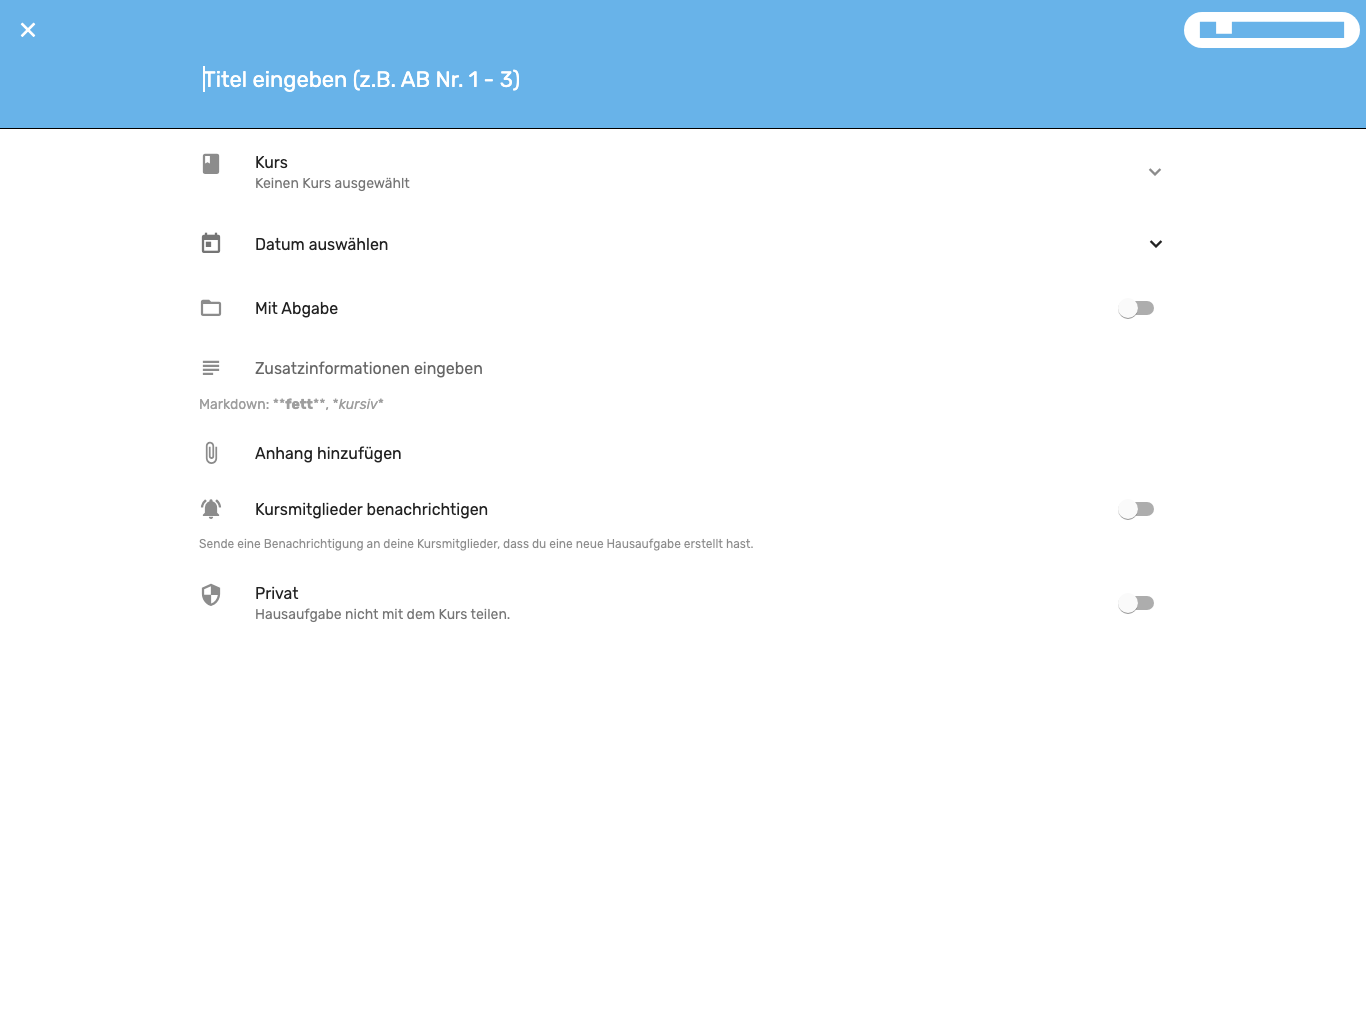 Titel eingeben (z.B. AB Nr. 1 - 3)
Kurs
Keinen Kurs ausgewählt
Datum auswählen
Mit Abgabe
Zusatzinformationen eingeben
Markdown: **fett**, *kursiv*
Anhang hinzufügen
Kursmitglieder benachrichtigen
Sende eine Benachrichtigung an deine Kursmitglieder, dass du eine neue Hausaufgabe erstellt hast.
Privat
Hausaufgabe nicht mit dem Kurs teilen.